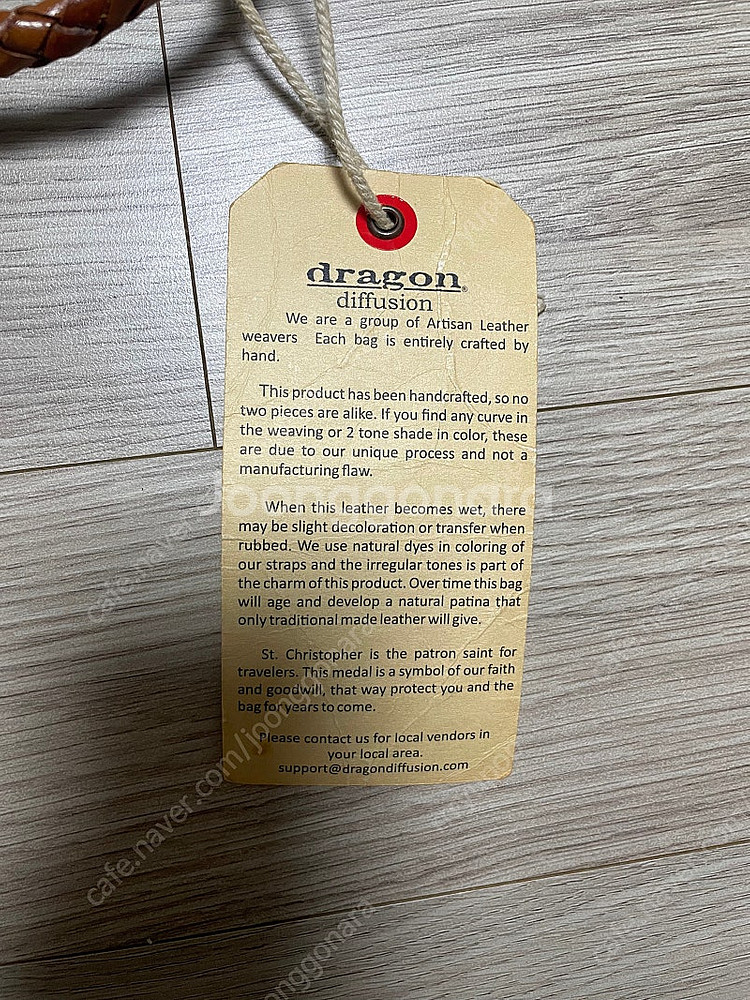 dragon®
diffusion
We are a group of Artisan Leather
weavers Each bag is entirely crafted by
hand.
This product has been handcrafted, so no
two pieces are alike. If you find any curve in
the weaving or 2 tone shade in color, these
are due to our unique process and not a
manufacturing flaw.
Joonggonara
When this leather becomes wet, there
may be slight decoloration or transfer when
rubbed. We use natural dyes in coloring of
our straps and the irregular tones is part of
the charm of this product. Over time this bag
will age and develop a natural patina that
only traditional made leather will give.
St. Christopher is the patron saint for
travelers. This medal is a symbol of our faith
and goodwill, that way protect you and the
bag for years to come.
Please contact us for local vendors in
your local area.
support@dragondiffusion.com
cafe.naver.com/joonggonara